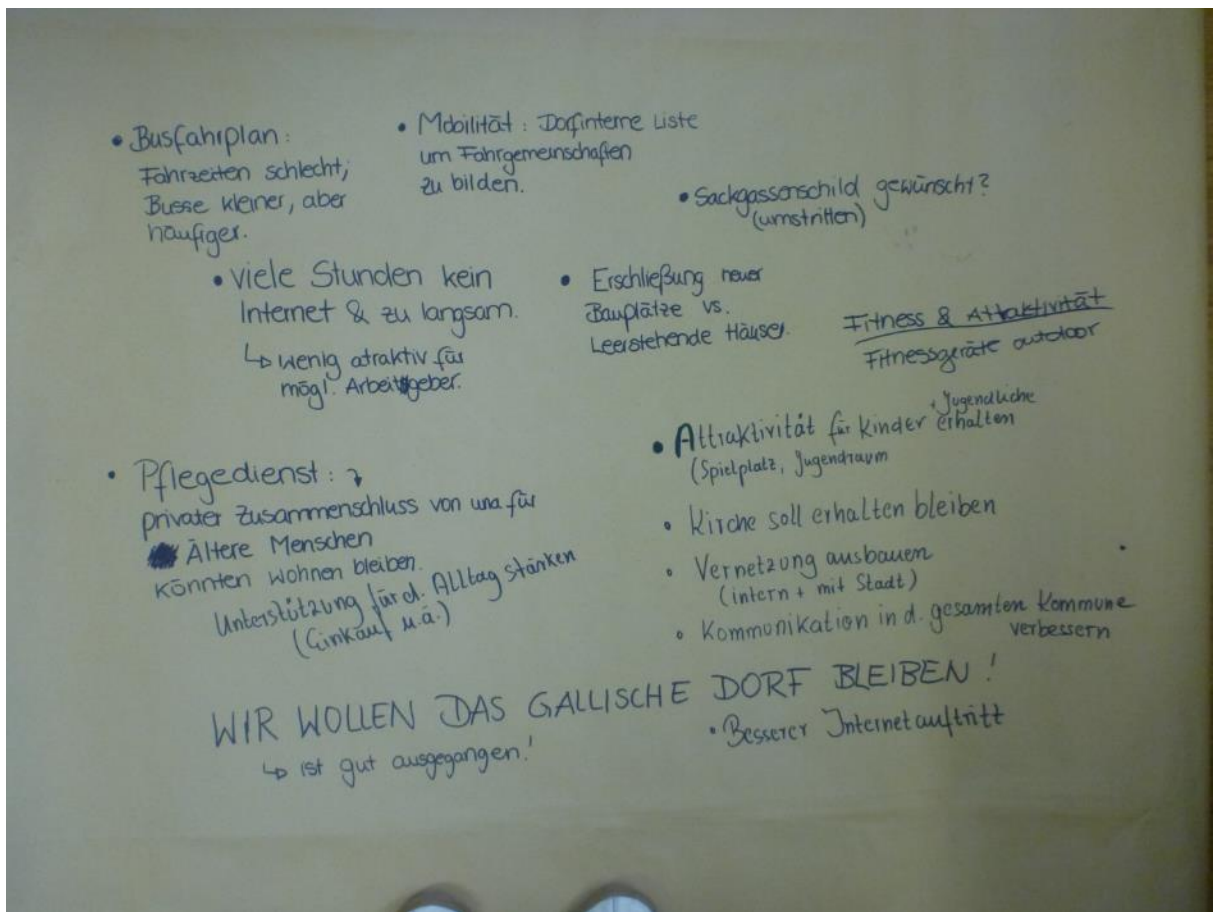 • Busfahrplan:
Fahrzeiten schlecht,
Busse kleiner, aber
häufiger.
• Mobilität: Dorfinterne Liste
um Fahrgemeinschaften
zu bilden.
• Sackgassenschild gewünscht?
(umstritten)
• viele Stunden kein
Internet & zu langsam.
↳ wenig atraktiv für
mögl. Arbeitgeber.
• Erschließung neuer
Bauplätze vs.
Leerstehende Häuser.
Fitness & Attraktivität
Fitnessgeräte outdoor
• Pflegedienst: ↴
privater Zusammenschluss von una für
Ältere Menschen
könnten wohnen bleiben.
Unterstützung für d. Alltag stärken
(Einkauf u.ä.)
• Attraktivität für Kinder + Jugendliche erhalten
(Spielplatz, Jugendraum
• Kirche soll erhalten bleiben
• Vernetzung ausbauen
(intern + mit Stadt)
• Kommunikation in d. gesamten Kommune
verbessern
WIR WOLLEN DAS GALLISCHE DORF BLEIBEN!
↳ ist gut ausgegangen!
• Besserer Internetauftritt